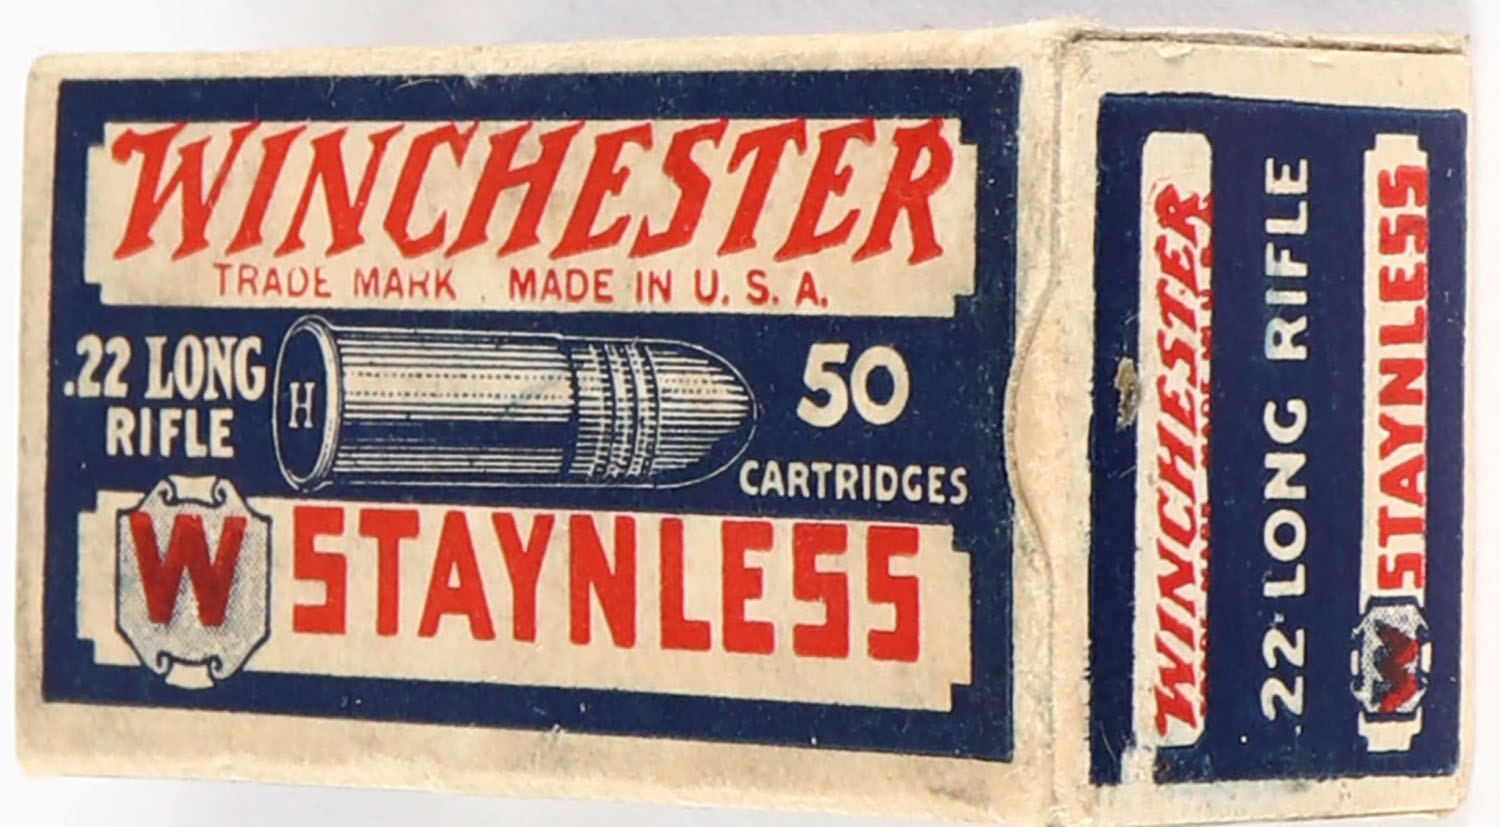 WINCHESTER
TRADE MARK . MADE IN U. S. A.
.22 LONG
RIFLE
H
50
CARTRIDGES
W STAYNLESS
WINCHESTER
.22 LONG RIFLE
W STAYNLESS